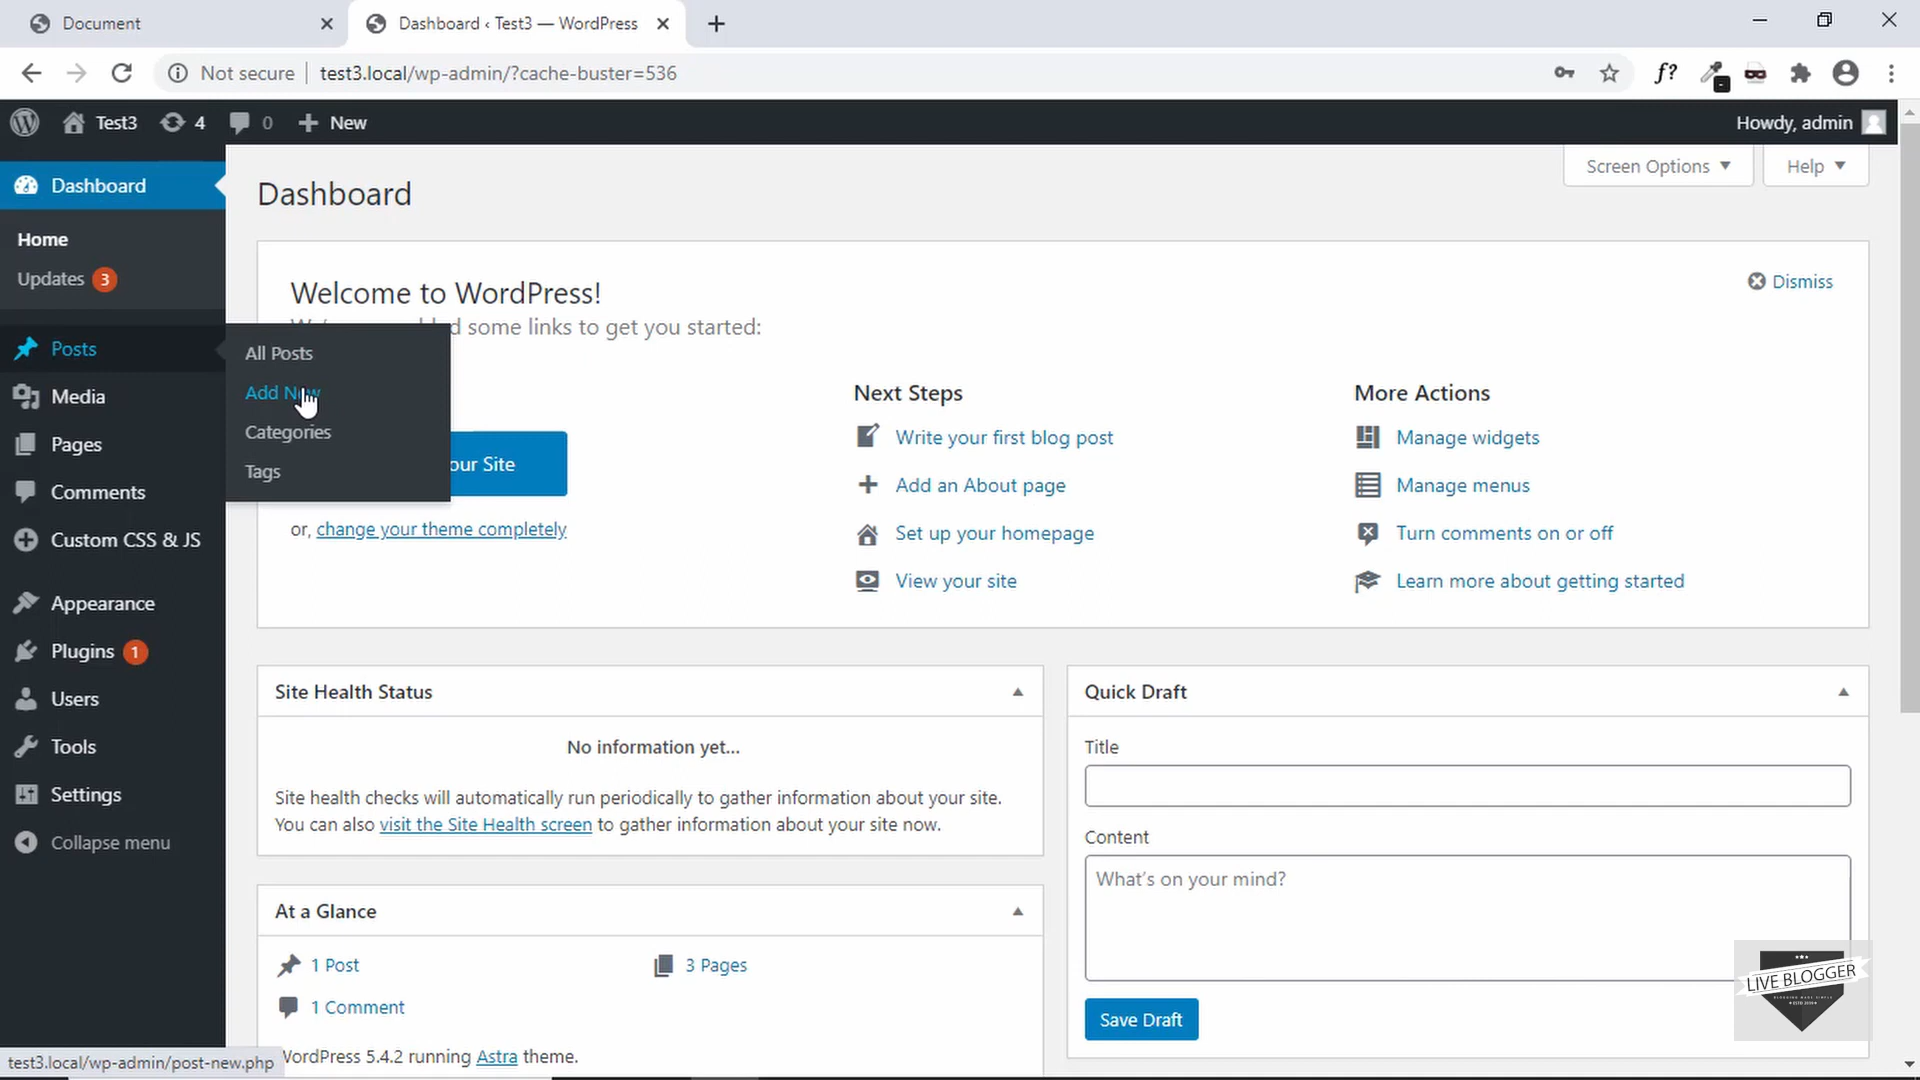 Document
Dashboard ‹ Test3 — WordPress
Not secure
test3.local/wp-admin/?cache-buster=536
f?
Test3
4
0
New
Howdy, admin
Dashboard
Home
Updates 3
Posts
Media
Pages
Comments
Custom CSS & JS
Appearance
Plugins 1
Users
Tools
Settings
Collapse menu
All Posts
Add New
Categories
Tags
Screen Options
Help
Dashboard
Welcome to WordPress!
Dismiss
some links to get you started:
our Site
or, change your theme completely
Next Steps
Write your first blog post
Add an About page
Set up your homepage
View your site
More Actions
Manage widgets
Manage menus
Turn comments on or off
Learn more about getting started
Site Health Status
No information yet...
Site health checks will automatically run periodically to gather information about your site.
You can also visit the Site Health screen to gather information about your site now.
At a Glance
1 Post
3 Pages
1 Comment
WordPress 5.4.2 running Astra theme.
Quick Draft
Title
Content
What's on your mind?
Save Draft
LIVE BLOGGER
test3.local/wp-admin/post-new.php